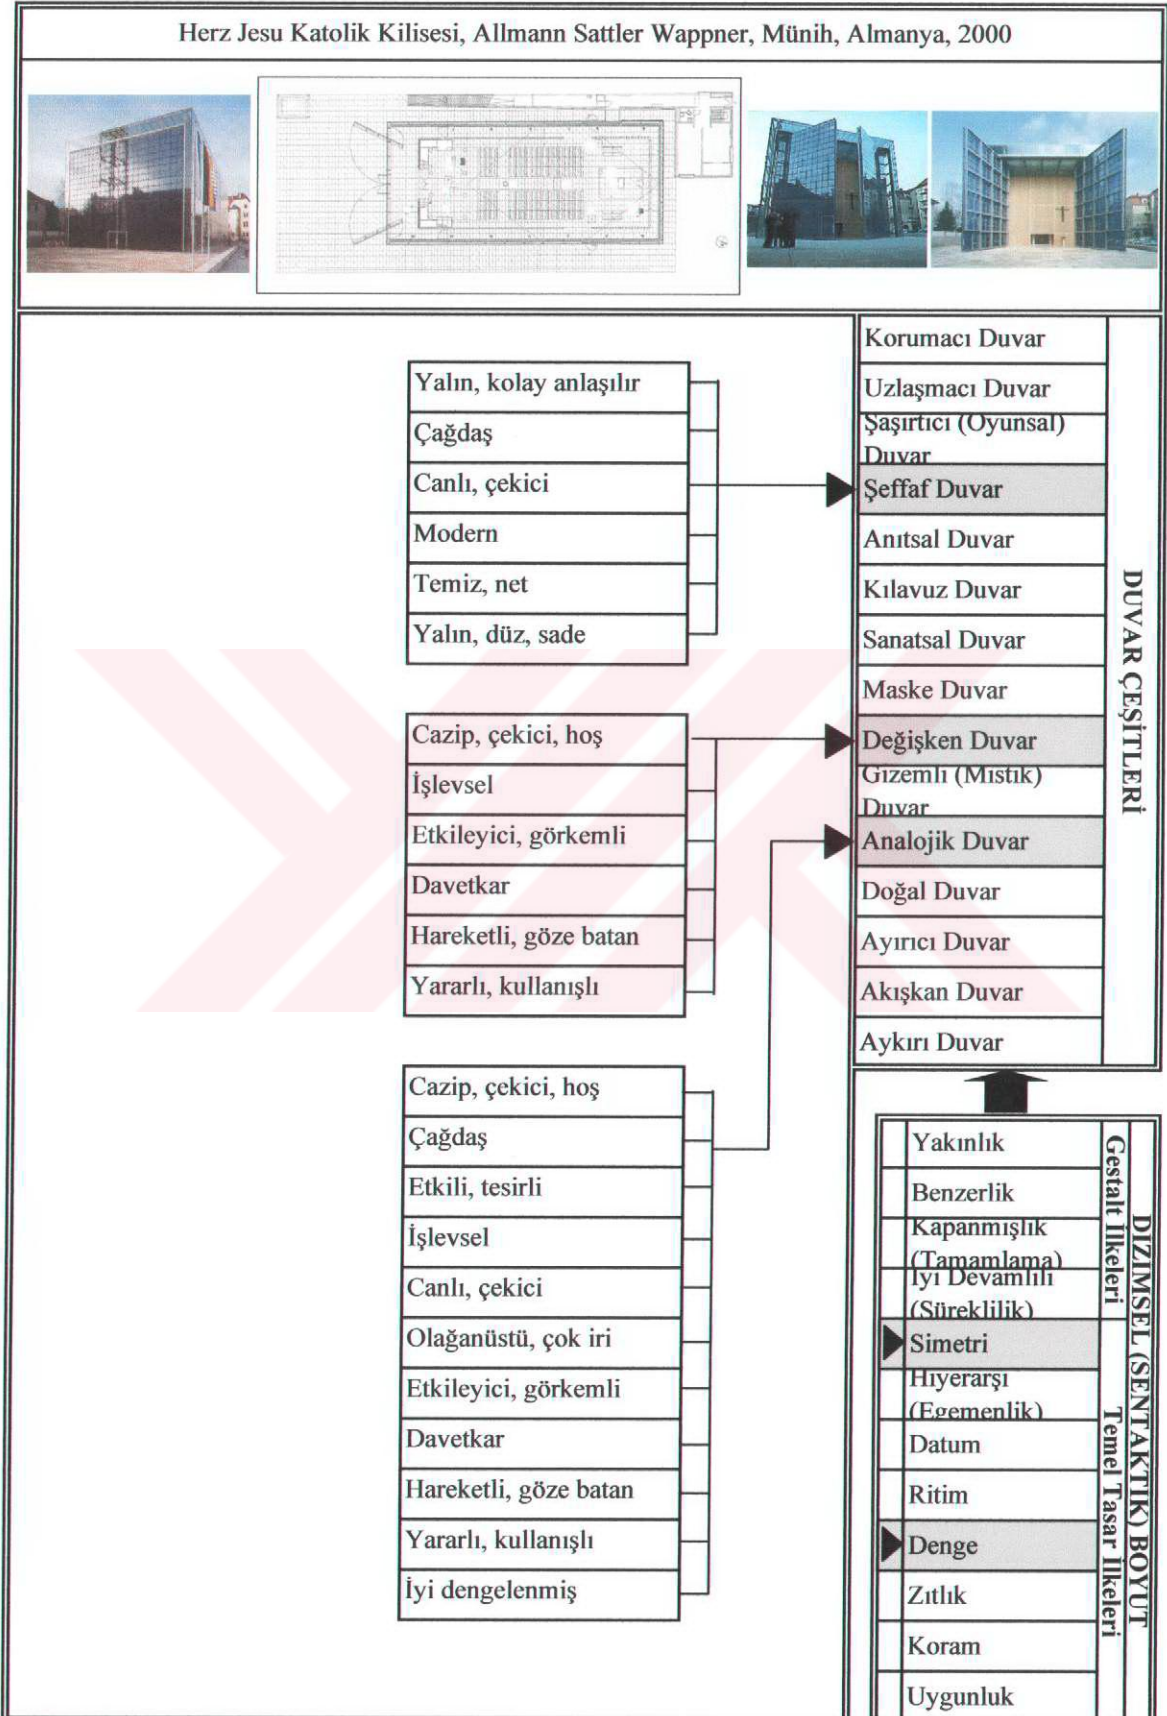 Herz Jesu Katolik Kilisesi, Allmann Sattler Wappner, Münih, Almanya, 2000
Yalın, kolay anlaşılır
Çağdaş
Canlı, çekici
Modern
Temiz, net
Yalın, düz, sade
Cazip, çekici, hoş
İşlevsel
Etkileyici, görkemli
Davetkar
Hareketli, göze batan
Yararlı, kullanışlı
Cazip, çekici, hoş
Çağdaş
Etkili, tesirli
İşlevsel
Canlı, çekici
Olağanüstü, çok iri
Etkileyici, görkemli
Davetkar
Hareketli, göze batan
Yararlı, kullanışlı
İyi dengelenmiş
Korumacı Duvar
Uzlaşmacı Duvar
Şaşırtıcı (Oyunsal)
Duvar
Şeffaf Duvar
Anıtsal Duvar
Kılavuz Duvar
Sanatsal Duvar
Maske Duvar
Değişken Duvar
Gizemli (Mistik)
Duvar
Analojik Duvar
Doğal Duvar
Ayırıcı Duvar
Akışkan Duvar
Aykırı Duvar
DUVAR ÇEŞİTLERİ
Yakınlık
Benzerlik
Kapanmışlık
(Tamamlama)
İyi Devamlılı
(Süreklilik)
Simetri
Hiyerarşi
(Egemenlik)
Datum
Ritim
Denge
Zıtlık
Koram
Uygunluk
Gestalt İlkeleri
Temel Tasar İlkeleri
DİZİMSEL (SENTAKTİK) BOYUT